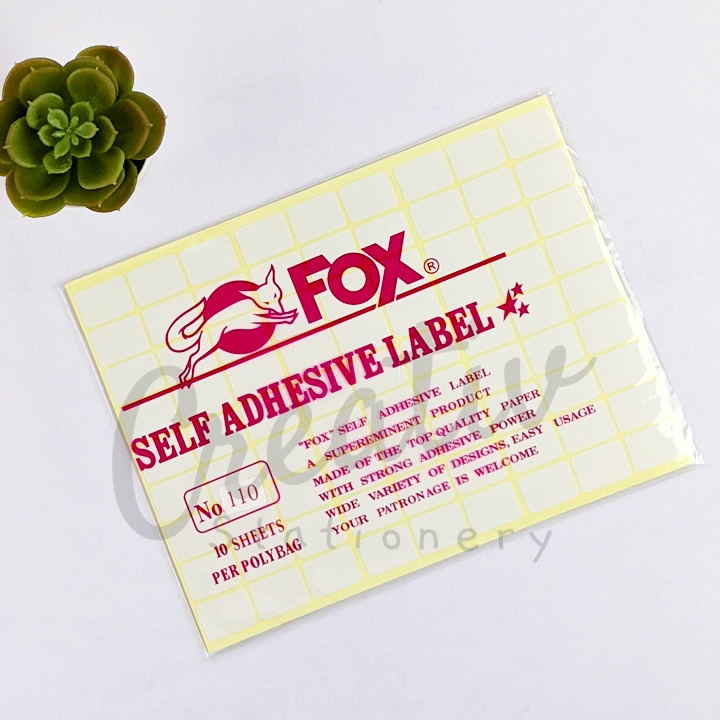 FOX®
SELF ADHESIVE LABEL
"FOX" SELF ADHESIVE LABEL
A SUPEREMINENT PRODUCT
MADE OF THE TOP QUALITY PAPER
WITH STRONG ADHESIVE POWER
WIDE VARIETY OF DESIGNS. EASY USAGE
YOUR PATRONAGE IS WELCOME
No. 110
10 SHEETS
PER POLYBAG
Creativ
Stationery